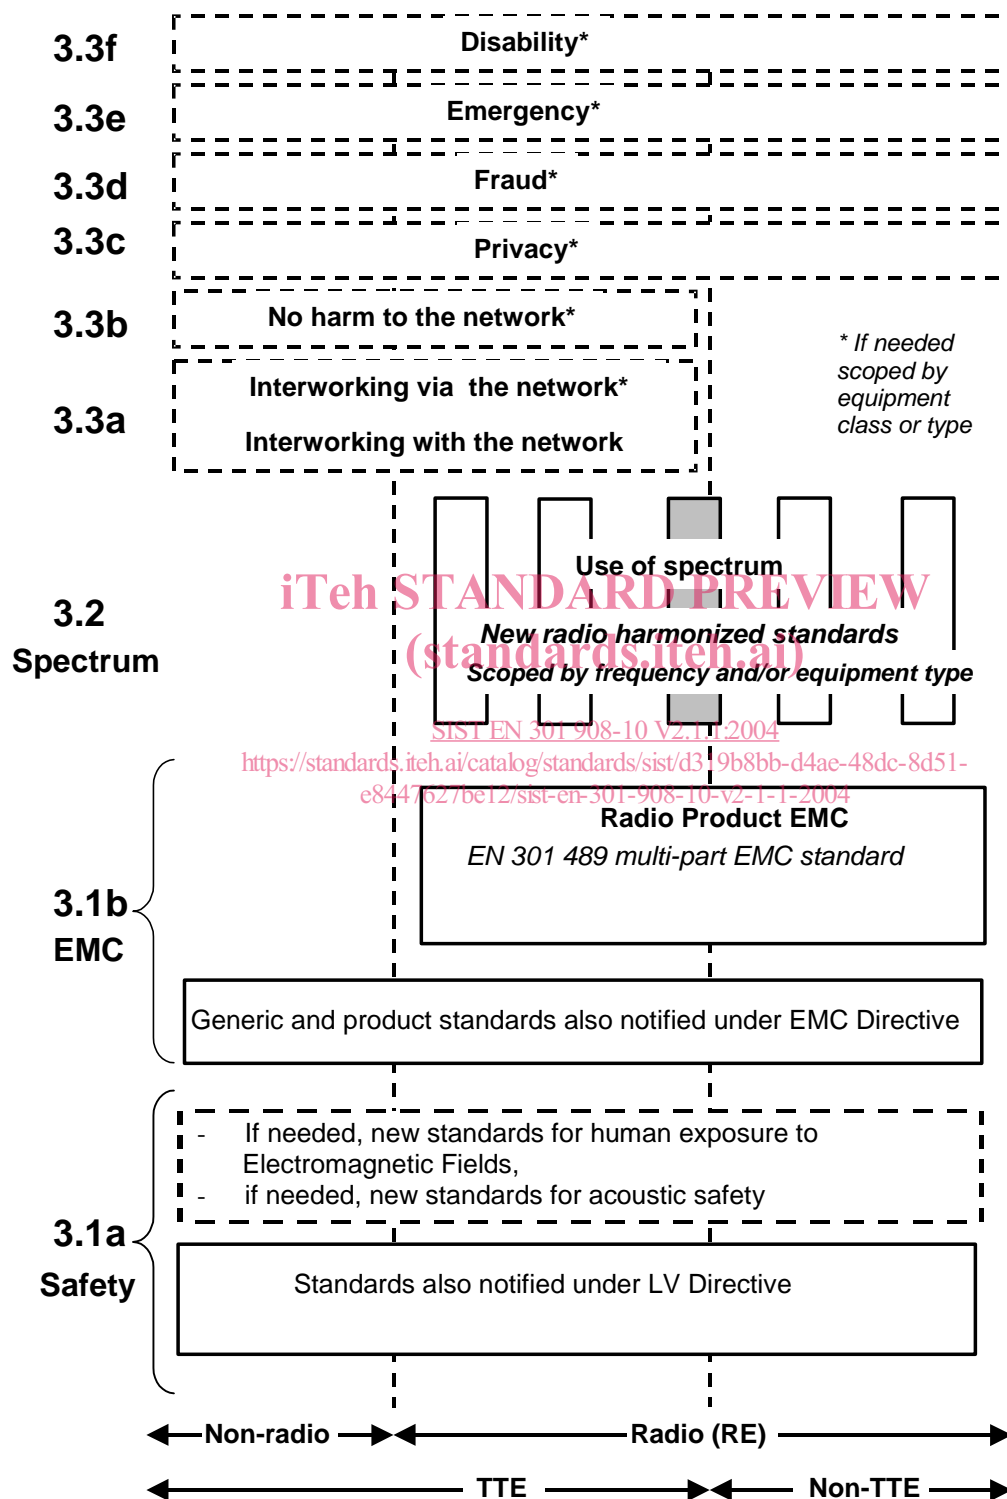 3.3f
Disability*
3.3e
Emergency*
3.3d
Fraud*
3.3c
Privacy*
3.3b
No harm to the network*
* If needed
scoped by
equipment
class or type
3.3a
Interworking via the network*
Interworking with the network
Use of spectrum
iTeh STANDARD PREVIEW
3.2
Spectrum
New radio harmonized standards
(standards.iteh.ai)
Scoped by frequency and/or equipment type
SIST EN 301 908-10 V2.1.1:2004
https://standards.iteh.ai/catalog/standards/sist/d319b8bb-d4ae-48dc-8d51-
e8447627be12/sist-en-301-908-10-v2-1-1-2004
Radio Product EMC
EN 301 489 multi-part EMC standard
3.1b
EMC
Generic and product standards also notified under EMC Directive
- If needed, new standards for human exposure to
Electromagnetic Fields,
- if needed, new standards for acoustic safety
3.1a
Safety
Standards also notified under LV Directive
Non-radio
Radio (RE)
TTE
Non-TTE